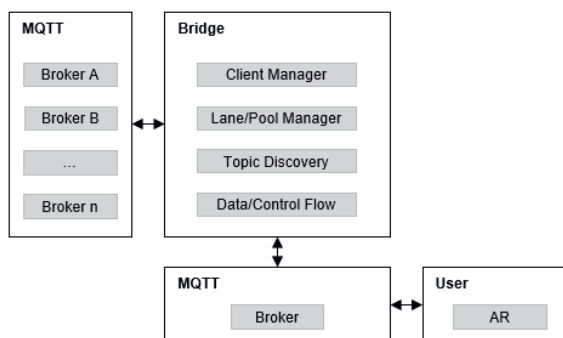 MQTT
Broker A
Broker B
...
Broker n
Bridge
Client Manager
Lane/Pool Manager
Topic Discovery
Data/Control Flow
MQTT
Broker
User
AR